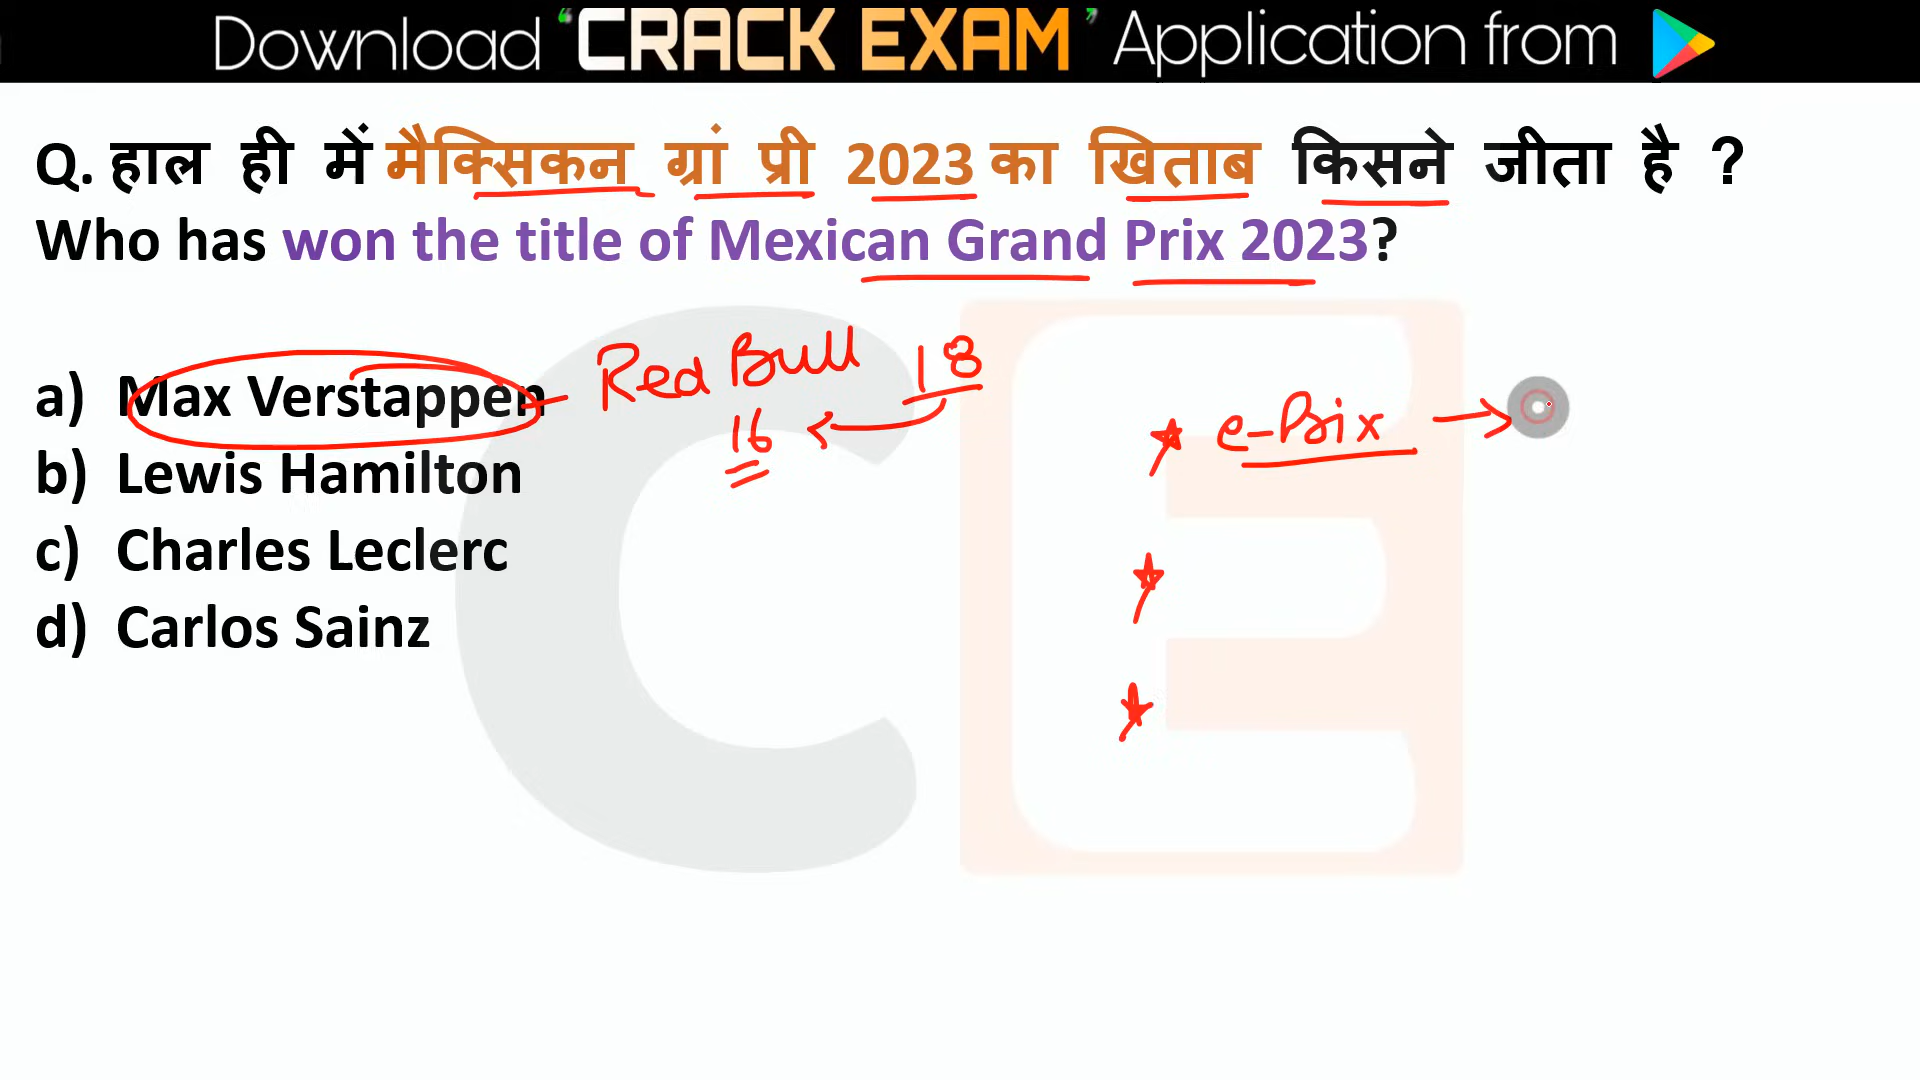 Download ‘CRACK EXAM’ Application from
Q. हाल ही में मैक्सिकन ग्रां प्री 2023 का खिताब किसने जीता है ?
Who has won the title of Mexican Grand Prix 2023?
a) Max Verstappen
Red Bull 18
16
b) Lewis Hamilton
c) Charles Leclerc
d) Carlos Sainz
e-Prix
CE